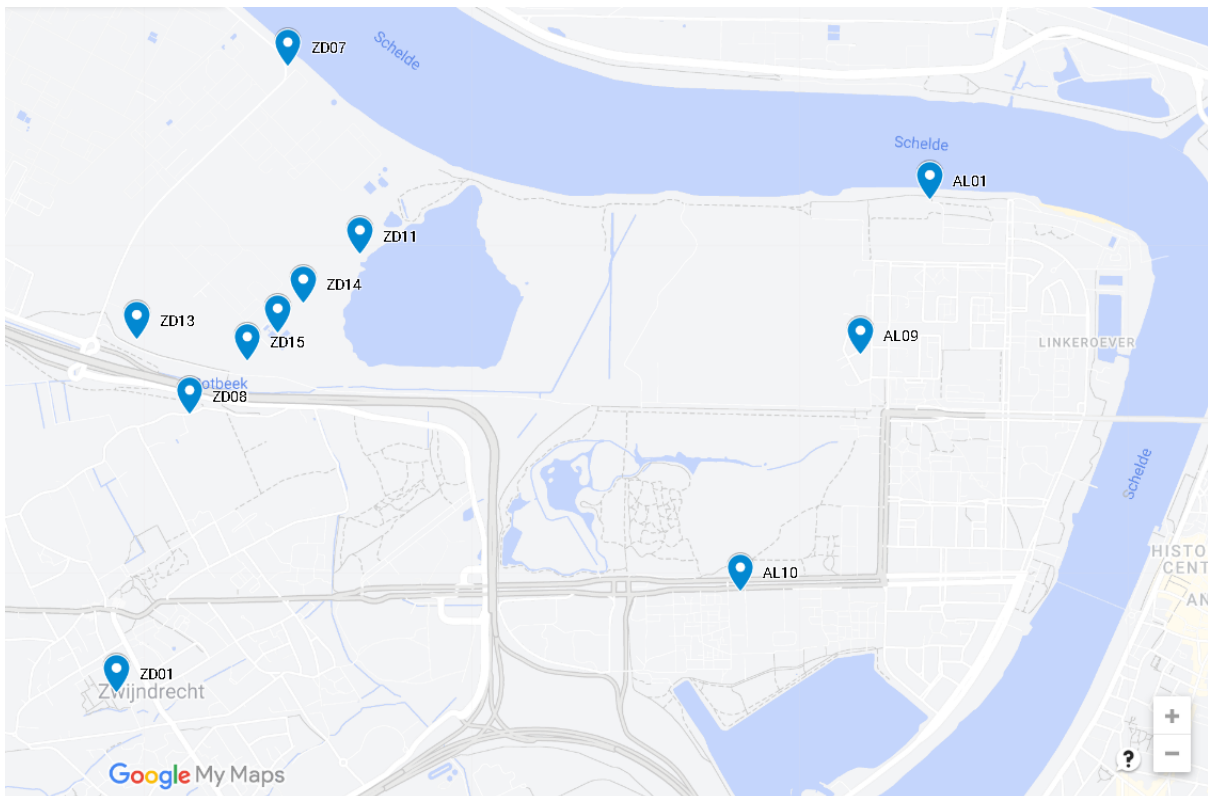 ZD07
Schelde
Schelde
AL01
ZD11
ZD14
ZD13
ZD15
AL09
LINKEROEVER
otbeek
ZD08
Schelde
HISTO
CENT
AN
AL10
ZD01
Zwijndrecht
Google My Maps
+
?
−